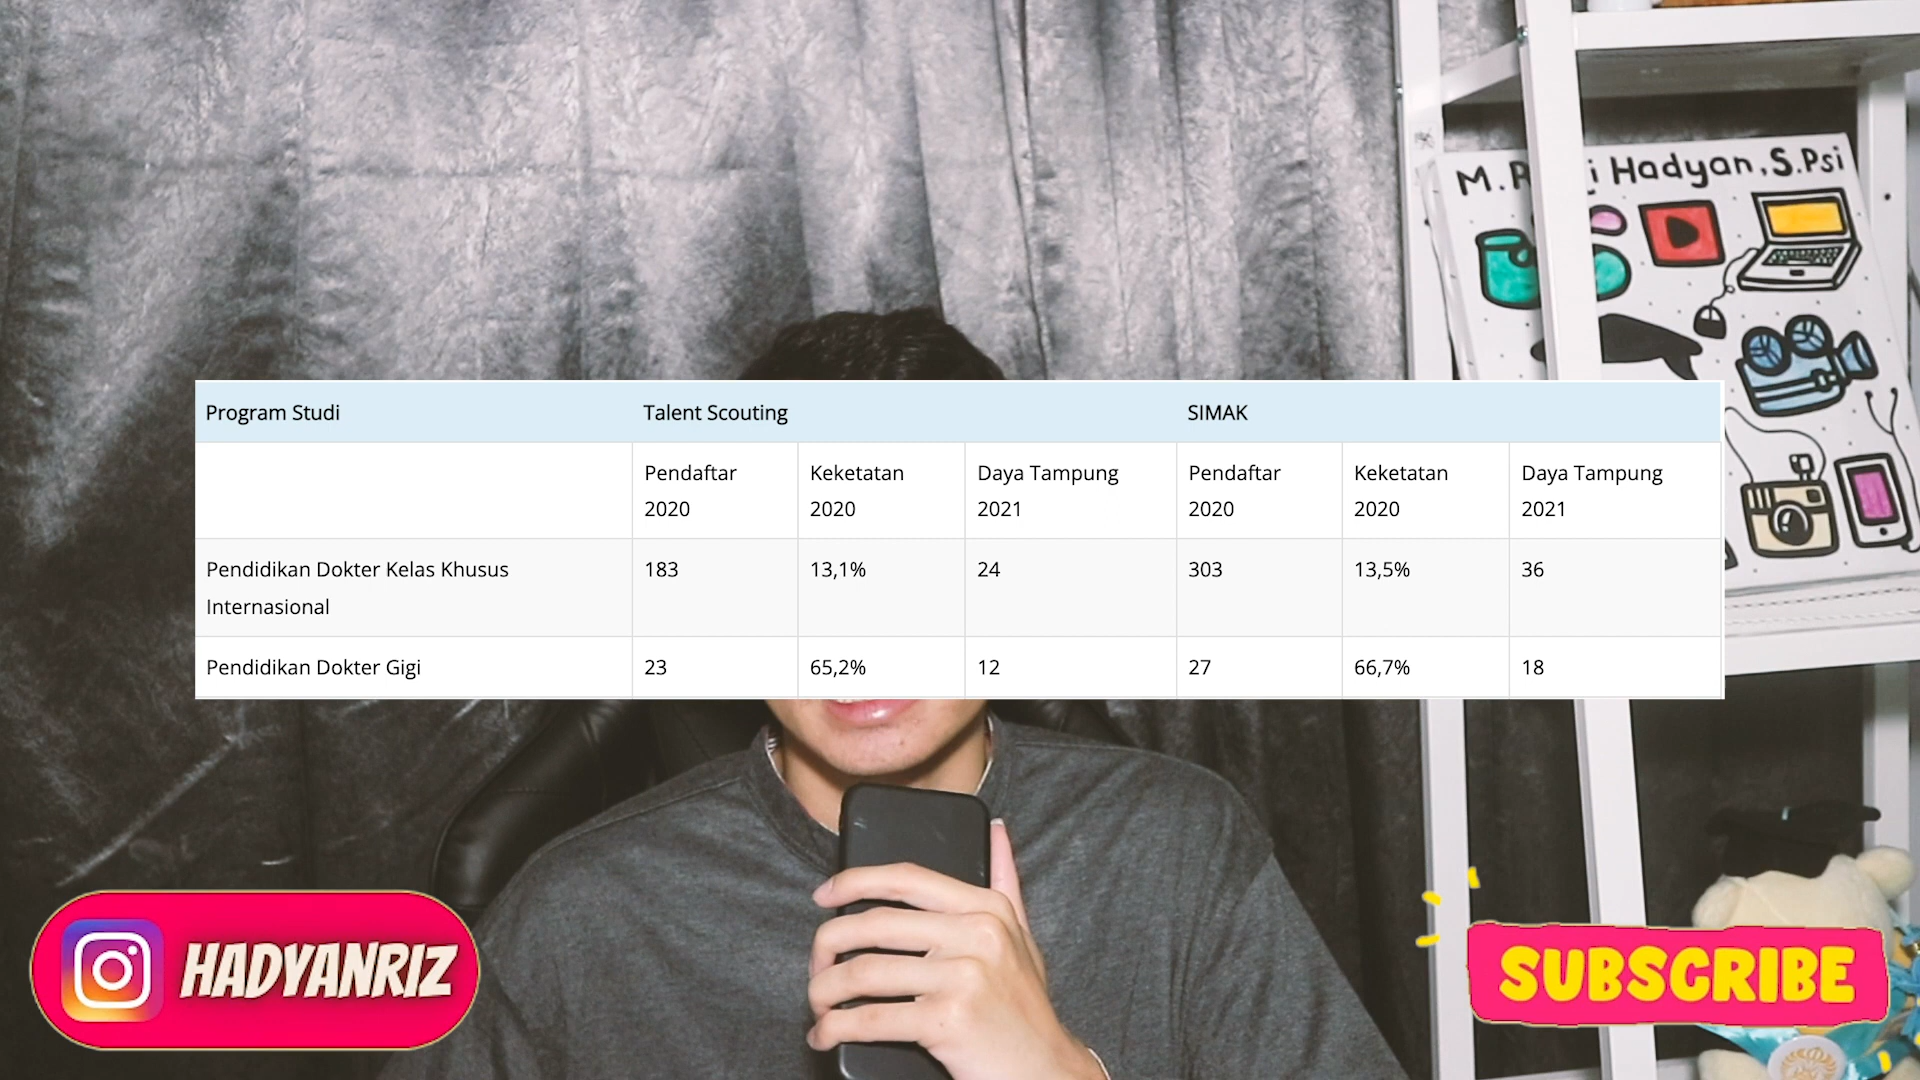 M.R i Hadyan, S.Psi
Program Studi Talent Scouting SIMAK
Pendaftar Keketatan Daya Tampung Pendaftar Keketatan Daya Tampung
2020 2020 2021 2020 2020 2021
Pendidikan Dokter Kelas Khusus 183 13,1% 24 303 13,5% 36
Internasional
Pendidikan Dokter Gigi 23 65,2% 12 27 66,7% 18
HADYANRIZ
SUBSCRIBE